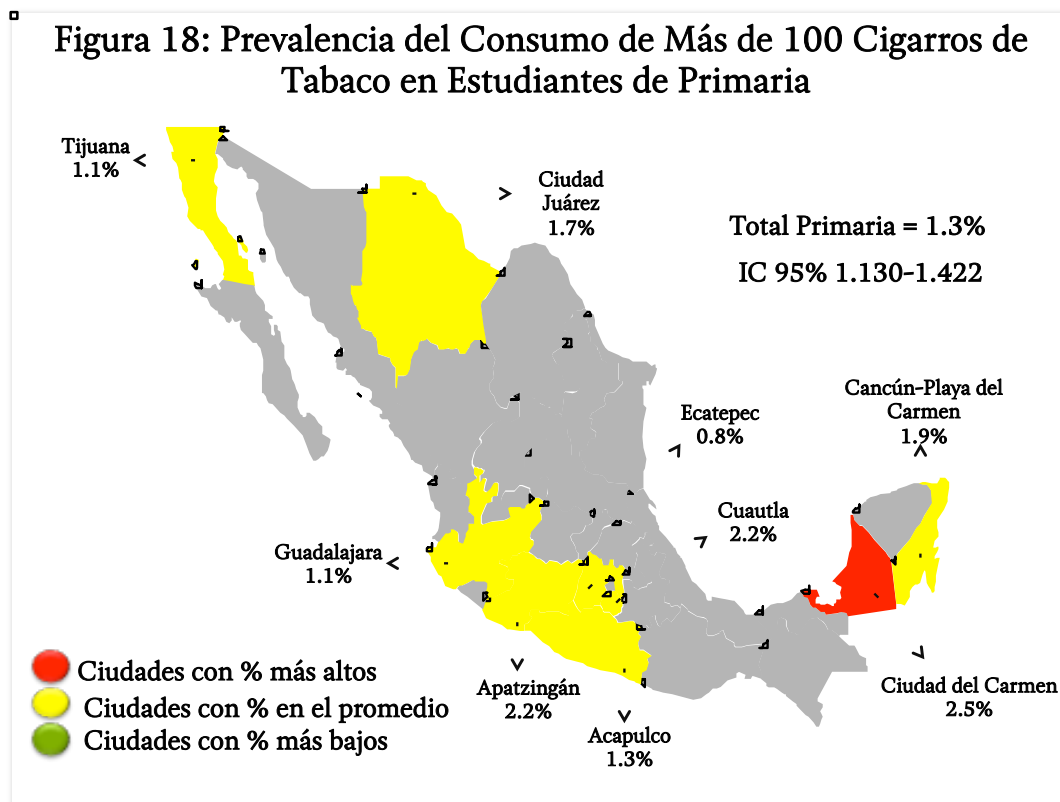 Figura 18: Prevalencia del Consumo de Más de 100 Cigarros de
Tabaco en Estudiantes de Primaria
Tijuana
1.1%
Ciudad
Juárez
1.7%
Total Primaria = 1.3%
IC 95% 1.130-1.422
Cancún-Playa del
Carmen
1.9%
Ecatepec
0.8%
Cuautla
2.2%
Guadalajara
1.1%
Ciudades con % más altos
Ciudades con % en el promedio
Ciudades con % más bajos
Apatzingán
2.2%
Acapulco
1.3%
Ciudad del Carmen
2.5%